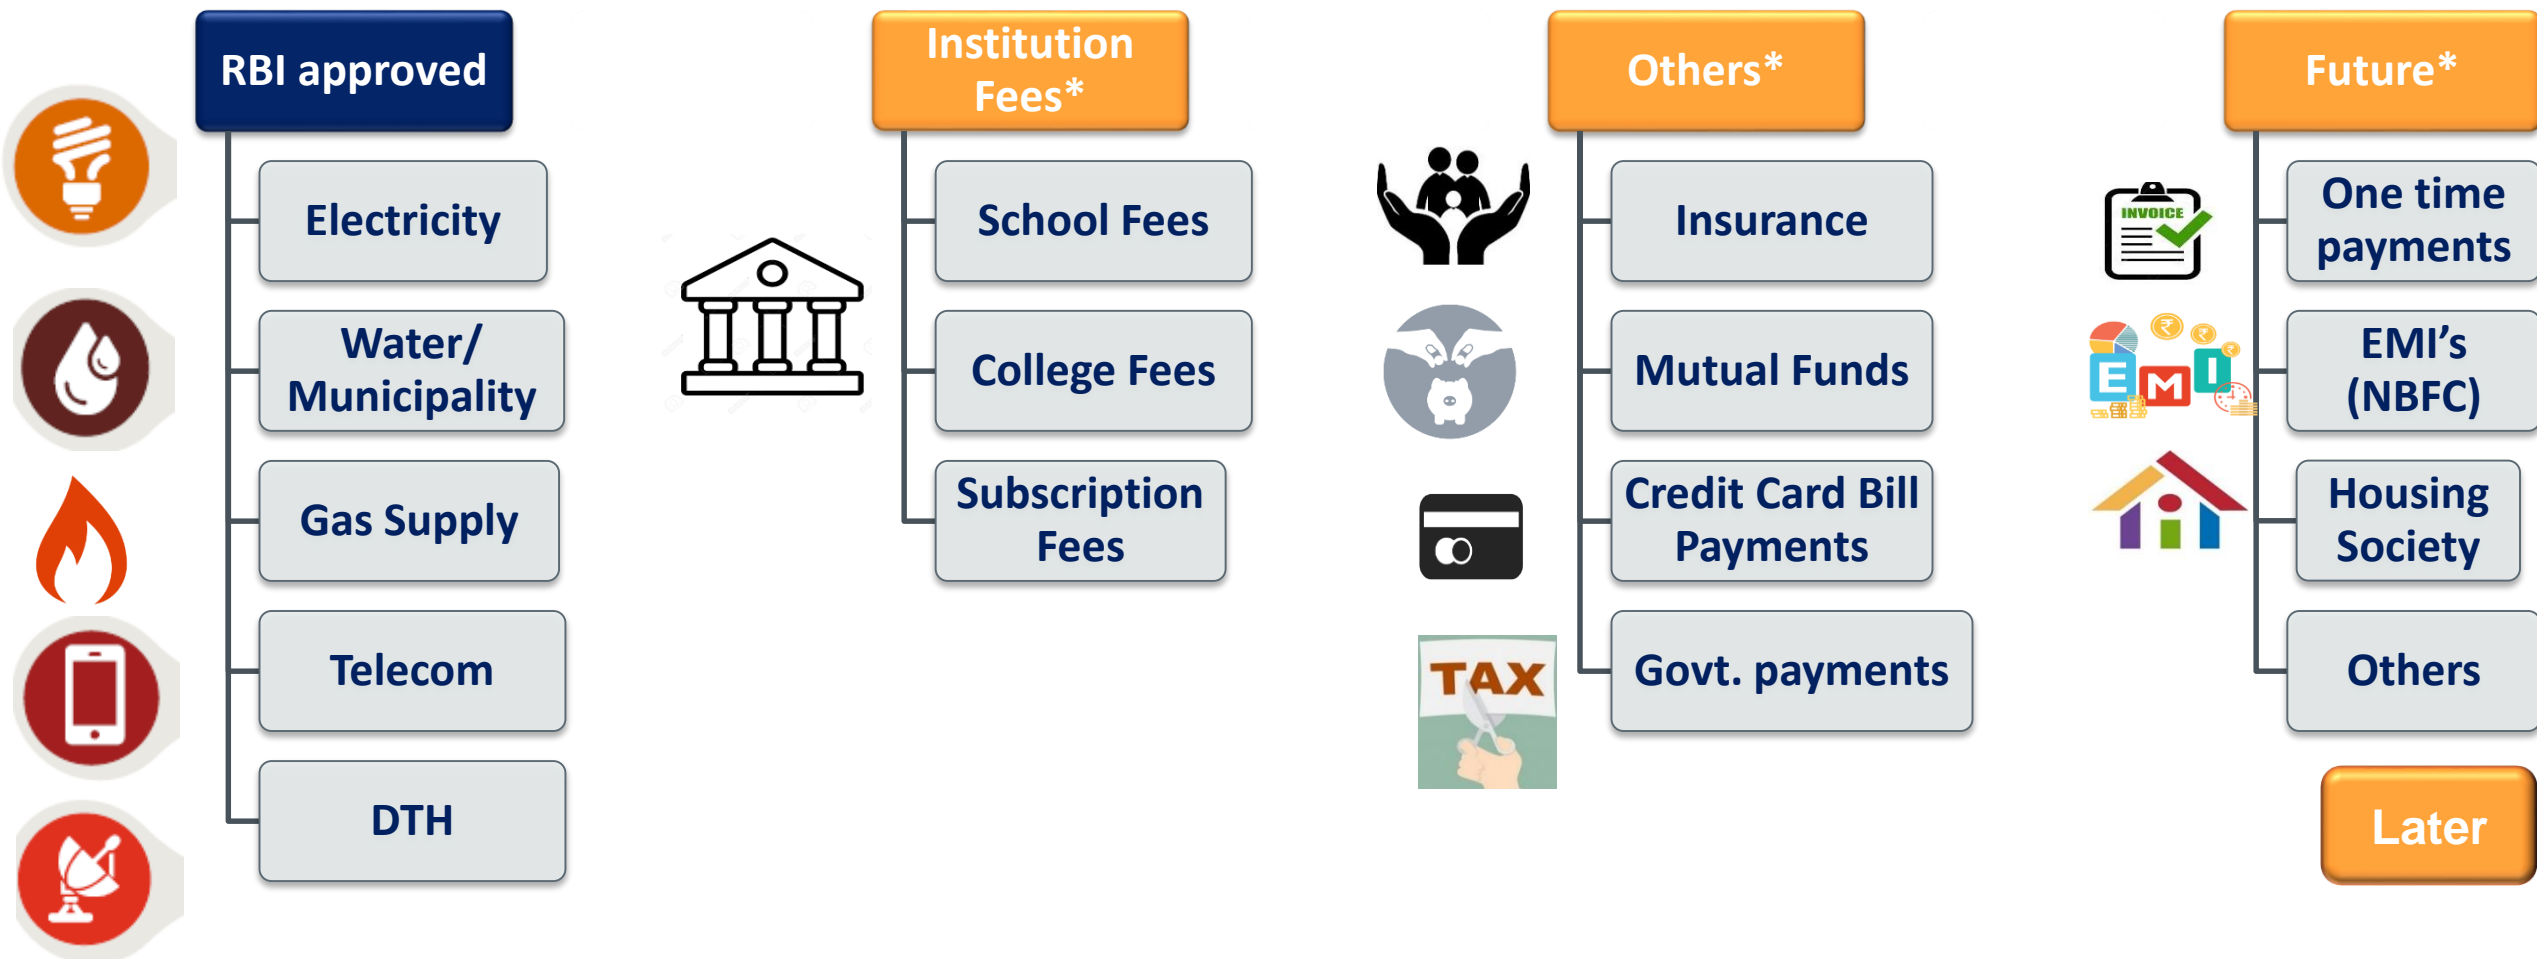 RBI approved
Electricity
Water/
Municipality
Gas Supply
Telecom
DTH
Institution
Fees*
School Fees
College Fees
Subscription
Fees
Others*
Insurance
Mutual Funds
Credit Card Bill
Payments
Govt. payments
TAX
Future*
INVOICE
One time
payments
EMI
EMI’s
(NBFC)
Housing
Society
Others
Later